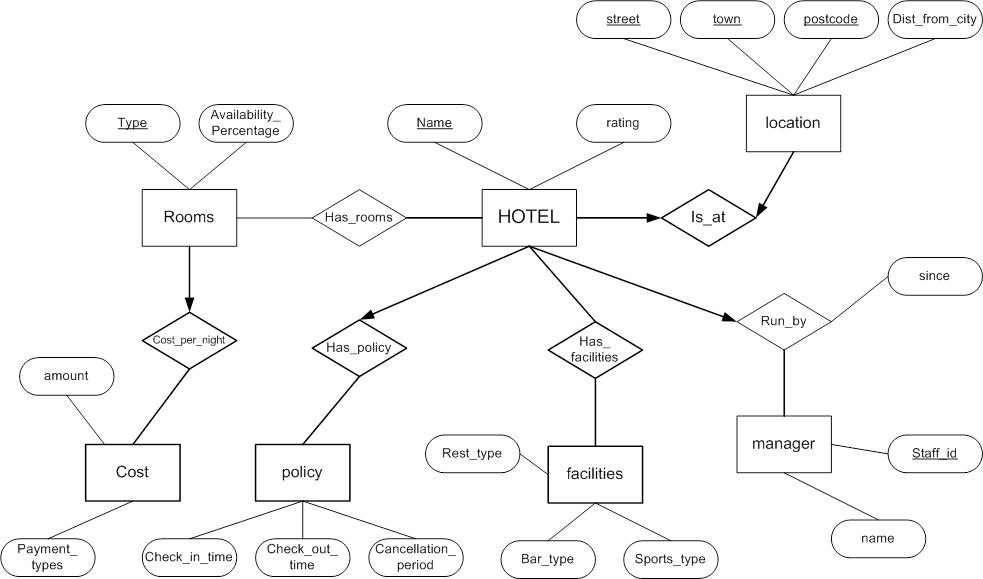 street
town
postcode
Dist_from_city
Type
Availability_
Percentage
Name
rating
location
Rooms
Has_rooms
HOTEL
Is_at
since
Cost_per_night
Has_policy
Has_
facilities
Run_by
amount
Cost
policy
Rest_type
facilities
manager
Staff_id
Payment_
types
Check_in_time
Check_out_
time
Cancellation_
period
Bar_type
Sports_type
name